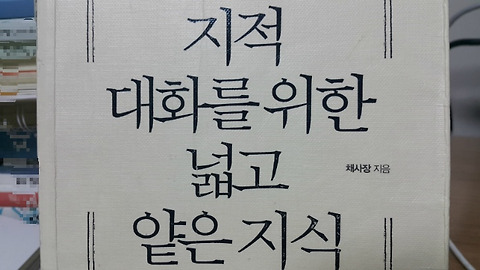 지적
대화를 위한
넓고
채사장 지음
얕은 지식